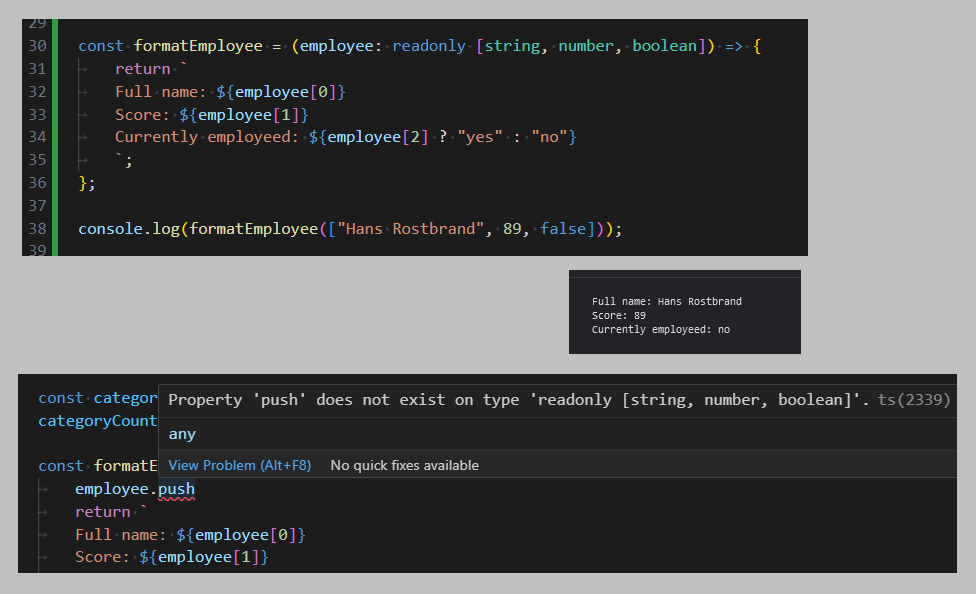 29
30 const formatEmployee = (employee: readonly [string, number, boolean]) => {
31 return `
32 Full name: ${employee[0]}
33 Score: ${employee[1]}
34 Currently employeed: ${employee[2] ? "yes" : "no"}
35 `;
36 };
37
38 console.log(formatEmployee(["Hans Rostbrand", 89, false]));
39
Full name: Hans Rostbrand
Score: 89
Currently employeed: no
const categor
Property 'push' does not exist on type 'readonly [string, number, boolean]'. ts(2339)
categoryCount
any
const formatE
View Problem (Alt+F8) No quick fixes available
employee.push
return `
Full name: ${employee[0]}
Score: ${employee[1]}